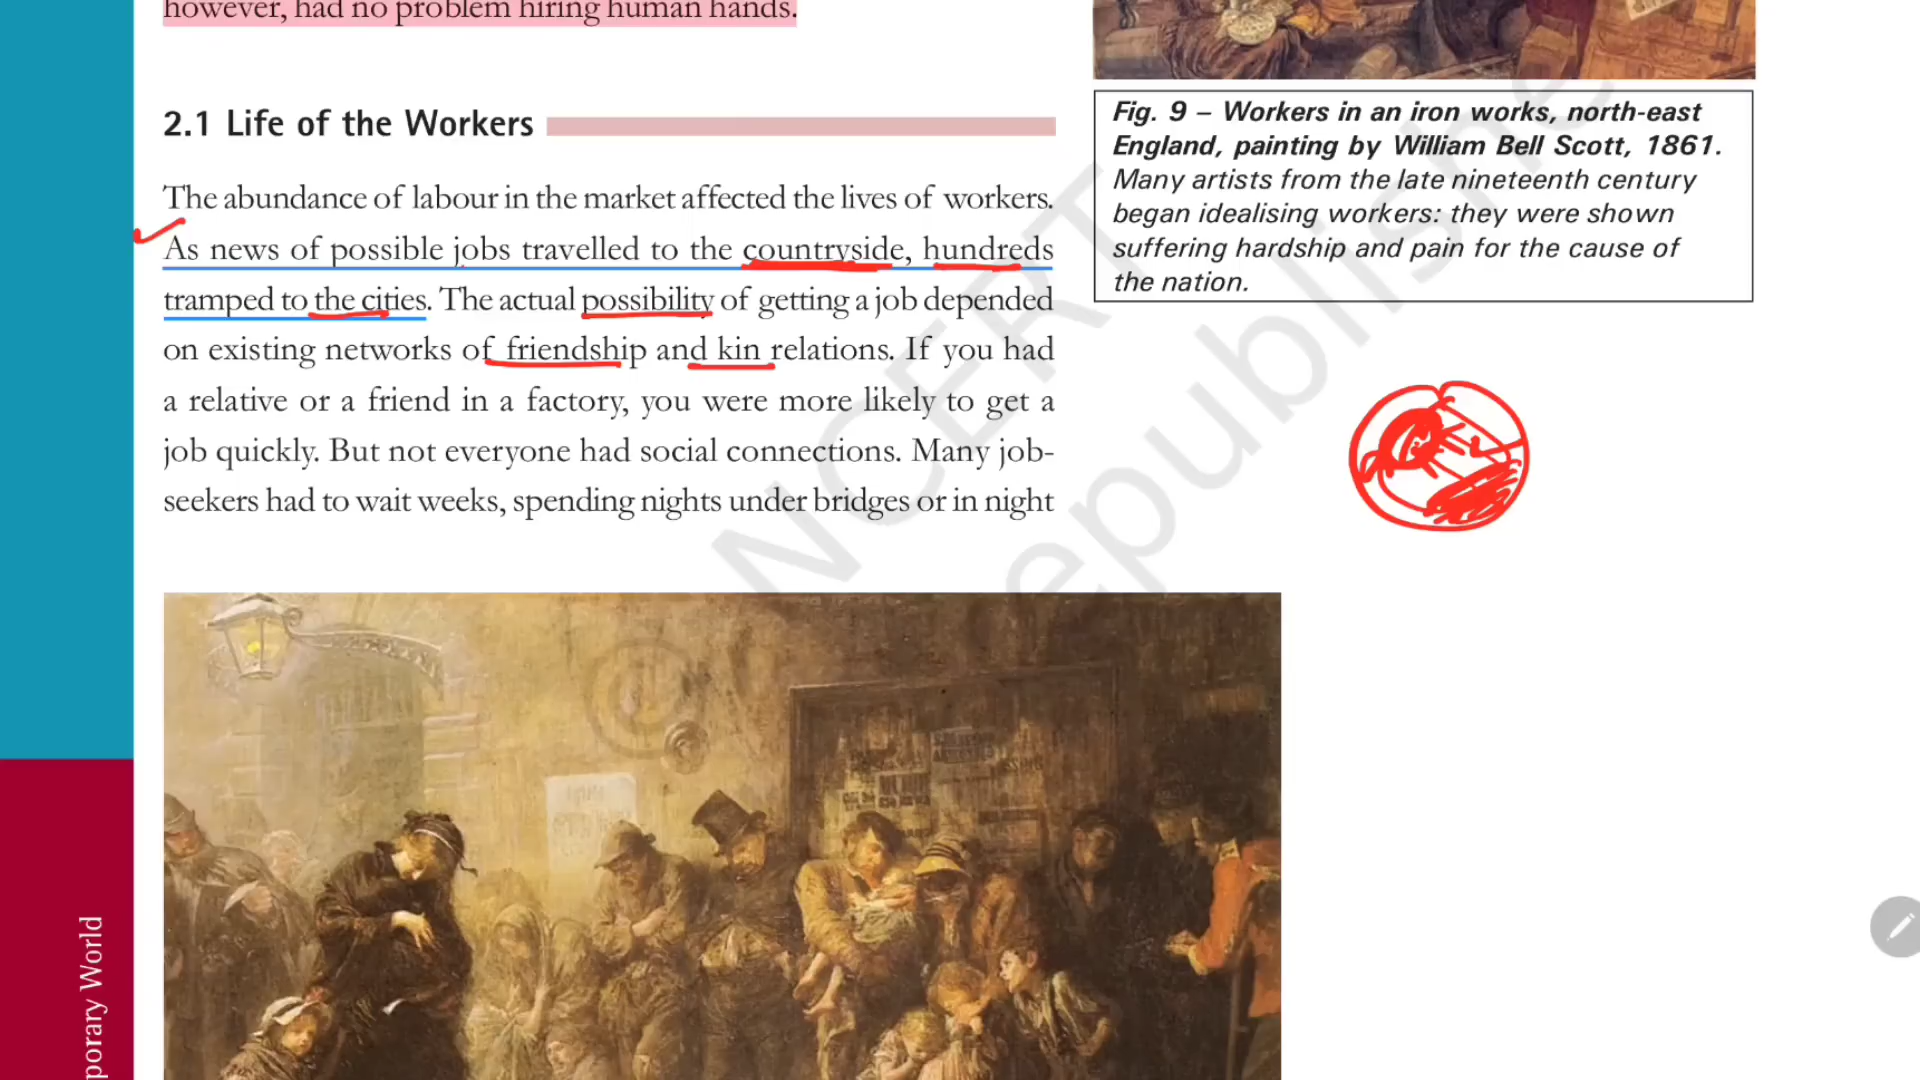 however, had no problem hiring human hands.
2.1 Life of the Workers
The abundance of labour in the market affected the lives of workers.
As news of possible jobs travelled to the countryside, hundreds
tramped to the cities. The actual possibility of getting a job depended
on existing networks of friendship and kin relations. If you had
a relative or a friend in a factory, you were more likely to get a
job quickly. But not everyone had social connections. Many job-
seekers had to wait weeks, spending nights under bridges or in night
Fig. 9 – Workers in an iron works, north-east
England, painting by William Bell Scott, 1861.
Many artists from the late nineteenth century
began idealising workers: they were shown
suffering hardship and pain for the cause of
the nation.
© NCERT
republishe
porary World